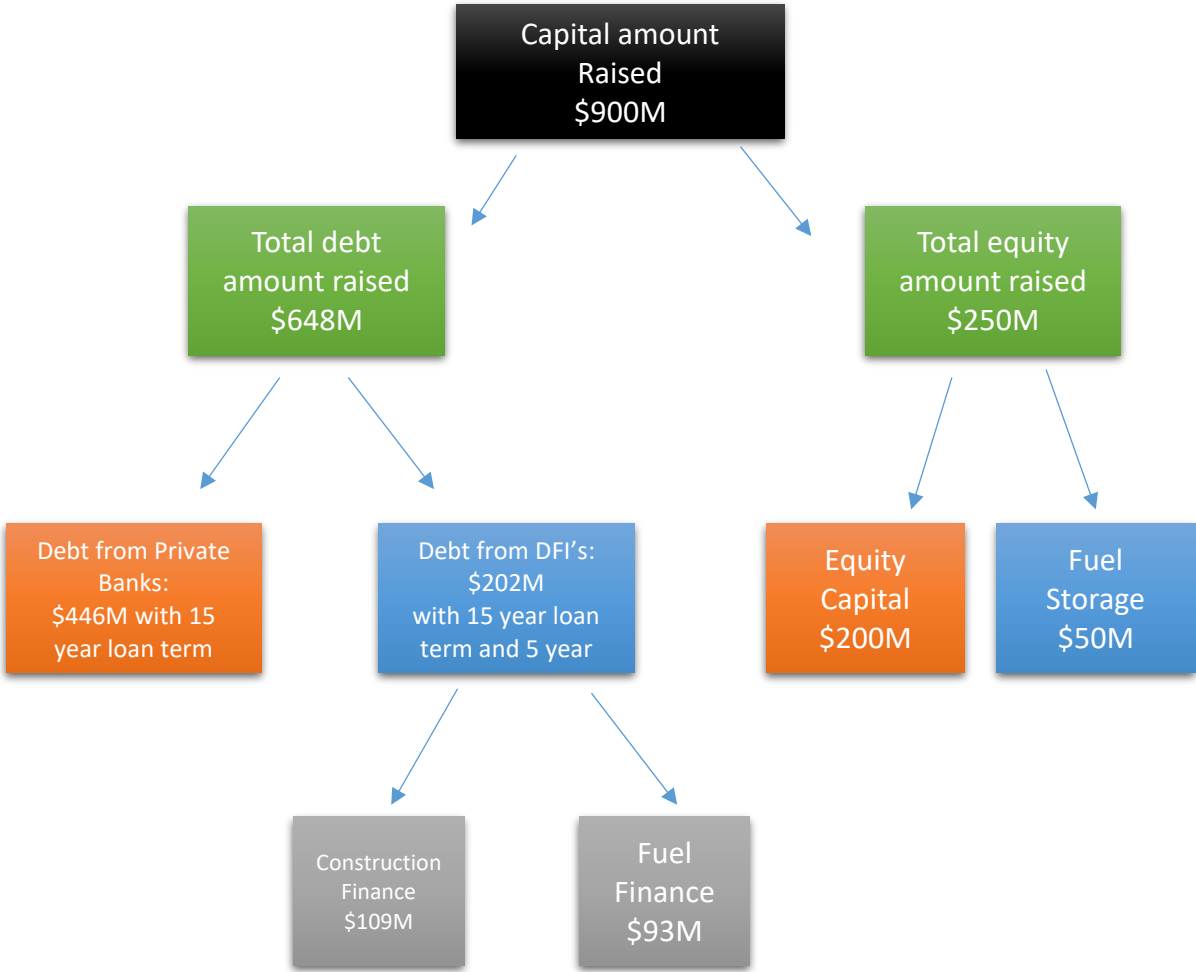 Capital amount
Raised
$900M
Total debt
amount raised
$648M
Total equity
amount raised
$250M
Debt from Private
Banks:
$446M with 15
year loan term
Debt from DFI’s:
$202M
with 15 year loan
term and 5 year
Equity
Capital
$200M
Fuel
Storage
$50M
Construction
Finance
$109M
Fuel
Finance
$93M